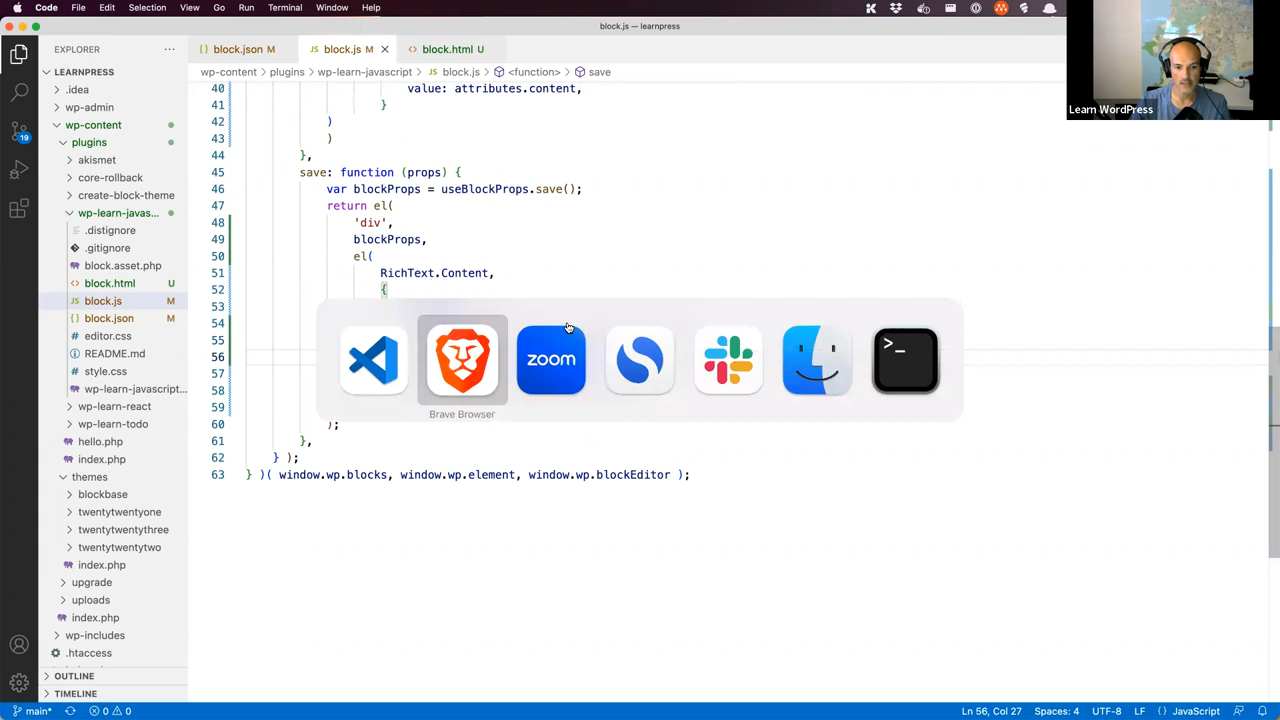 Code File Edit Selection View Go Run Terminal Window Help
block.js — learnpress
EXPLORER
block.json M
block.js M
block.html U
LEARNPRESS
wp-content > plugins > wp-learn-javascript > JS block.js > <function> > save
.idea
wp-admin
wp-content
plugins
akismet
core-rollback
create-block-theme
wp-learn-javas...
.distignore
.gitignore
block.asset.php
block.html U
JS block.js M
block.json M
editor.css
README.md
style.css
wp-learn-javascript...
wp-learn-react
wp-learn-todo
hello.php
index.php
themes
blockbase
twentytwentyone
twentytwentythree
twentytwentytwo
index.php
upgrade
uploads
index.php
wp-includes
.htaccess
OUTLINE
TIMELINE
19
40 value: attributes.content,
41 }
42 )
43 )
44 },
45 save: function (props) {
46 var blockProps = useBlockProps.save();
47 return el(
48 'div',
49 blockProps,
50 el(
51 RichText.Content,
52 {
53
54
55
56
57
58
59
60 );
61 },
62 } );
63 } )( window.wp.blocks, window.wp.element, window.wp.blockEditor );
zoom
Brave Browser
Learn WordPress
main* 0 0 Ln 56, Col 27 Spaces: 4 UTF-8 LF {} JavaScript